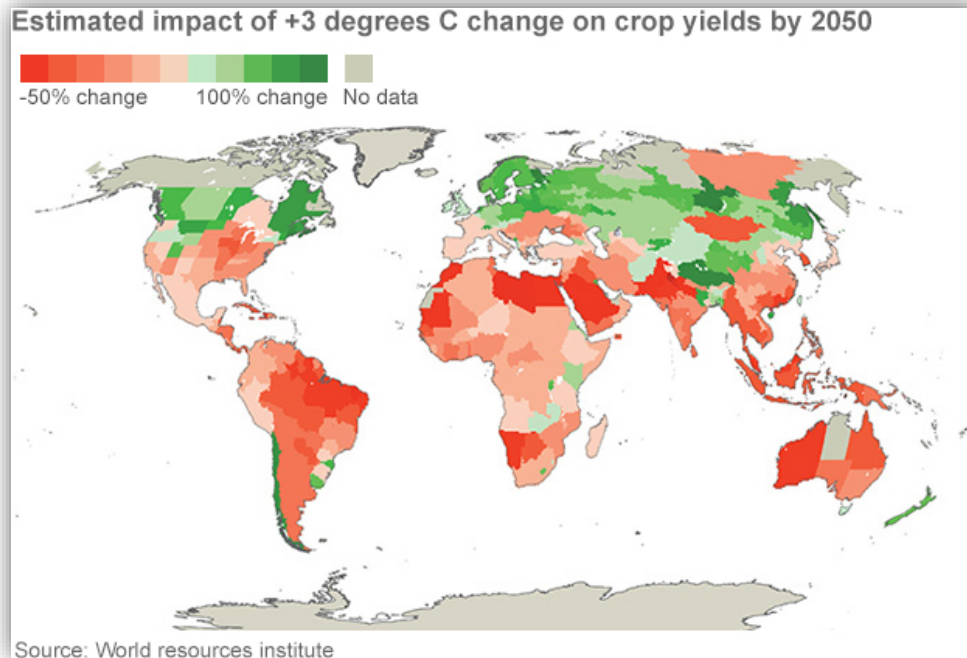 Estimated impact of +3 degrees C change on crop yields by 2050
-50% change 100% change No data
Source: World resources institute